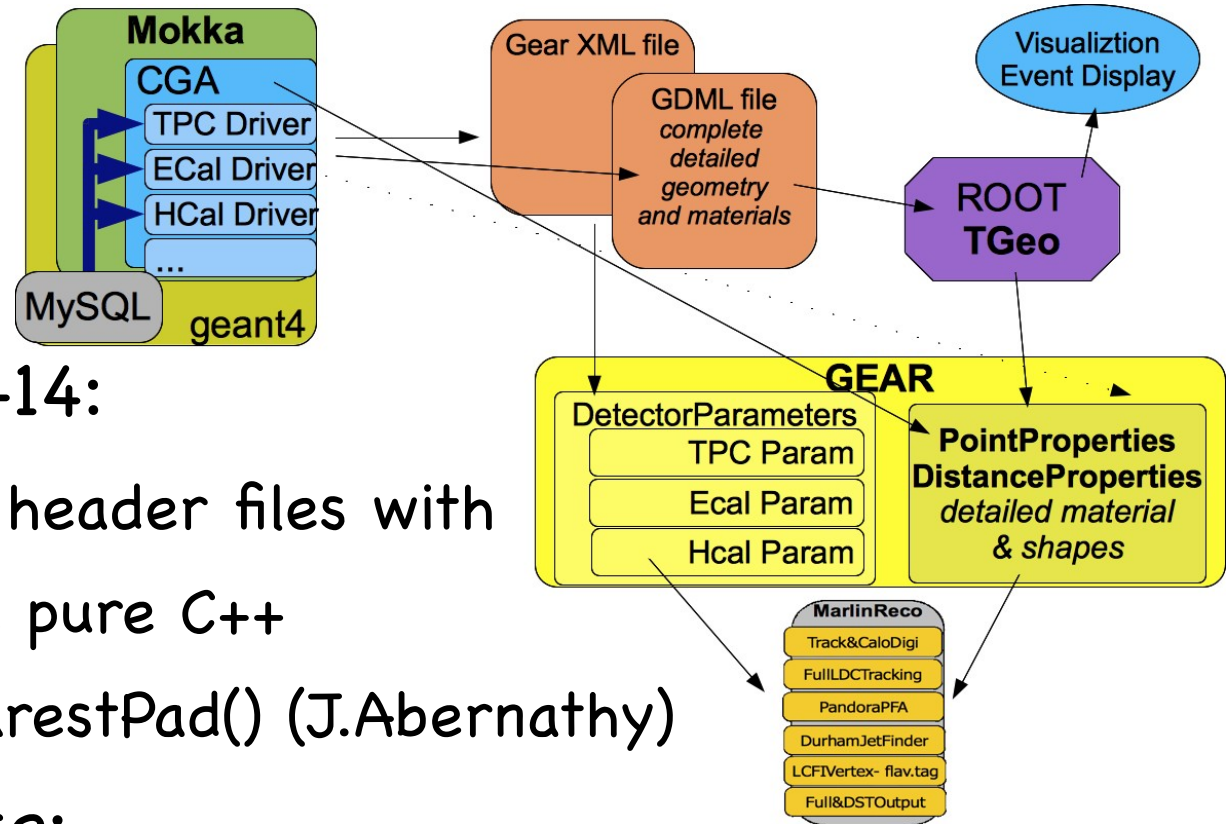 Mokka
CGA
TPC Driver
ECal Driver
HCal Driver
...
MySQL
geant4
Gear XML file
GDML file
complete
detailed
geometry
and materials
Visualiztion
Event Display
ROOT
TGeo
GEAR
DetectorParameters
TPC Param
Ecal Param
Hcal Param
PointProperties
DistanceProperties
detailed material
& shapes
MarlinReco
Track&CaloDigi
FullLDCTracking
PandoraPFA
DurhamJetFinder
LCFIVertex- flav.tag
Full&DSTOutput
-14:
header files with
pure C++
restPad() (J.Abernathy)